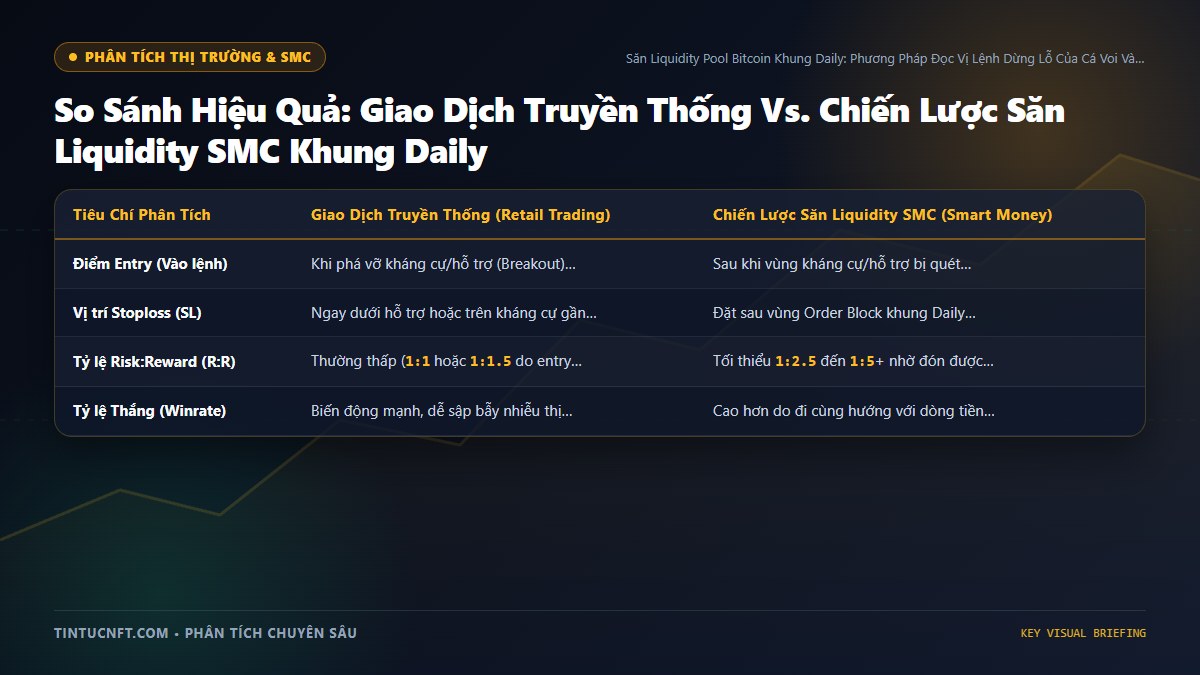 PHÂN TÍCH THỊ TRƯỜNG & SMC
Săn Liquidity Pool Bitcoin Khung Daily: Phương Pháp Đọc Vị Lệnh Dừng Lỗ Của Cá Voi Và...
So Sánh Hiệu Quả: Giao Dịch Truyền Thống Vs. Chiến Lược Săn
Liquidity SMC Khung Daily
Tiêu Chí Phân Tích
Giao Dịch Truyền Thống (Retail Trading)
Chiến Lược Săn Liquidity SMC (Smart Money)
Điểm Entry (Vào lệnh)
Khi phá vỡ kháng cự/hỗ trợ (Breakout)...
Sau khi vùng kháng cự/hỗ trợ bị quét...
Vị trí Stoploss (SL)
Ngay dưới hỗ trợ hoặc trên kháng cự gần...
Đặt sau vùng Order Block khung Daily...
Tỷ lệ Risk:Reward (R:R)
Thường thấp (1:1 hoặc 1:1.5 do entry...
Tối thiểu 1:2.5 đến 1:5+ nhờ đón được...
Tỷ lệ Thắng (Winrate)
Biến động mạnh, dễ sập bẫy nhiễu thị...
Cao hơn do đi cùng hướng với dòng tiền...
TINTUCNFT.COM • PHÂN TÍCH CHUYÊN SÂU
KEY VISUAL BRIEFING